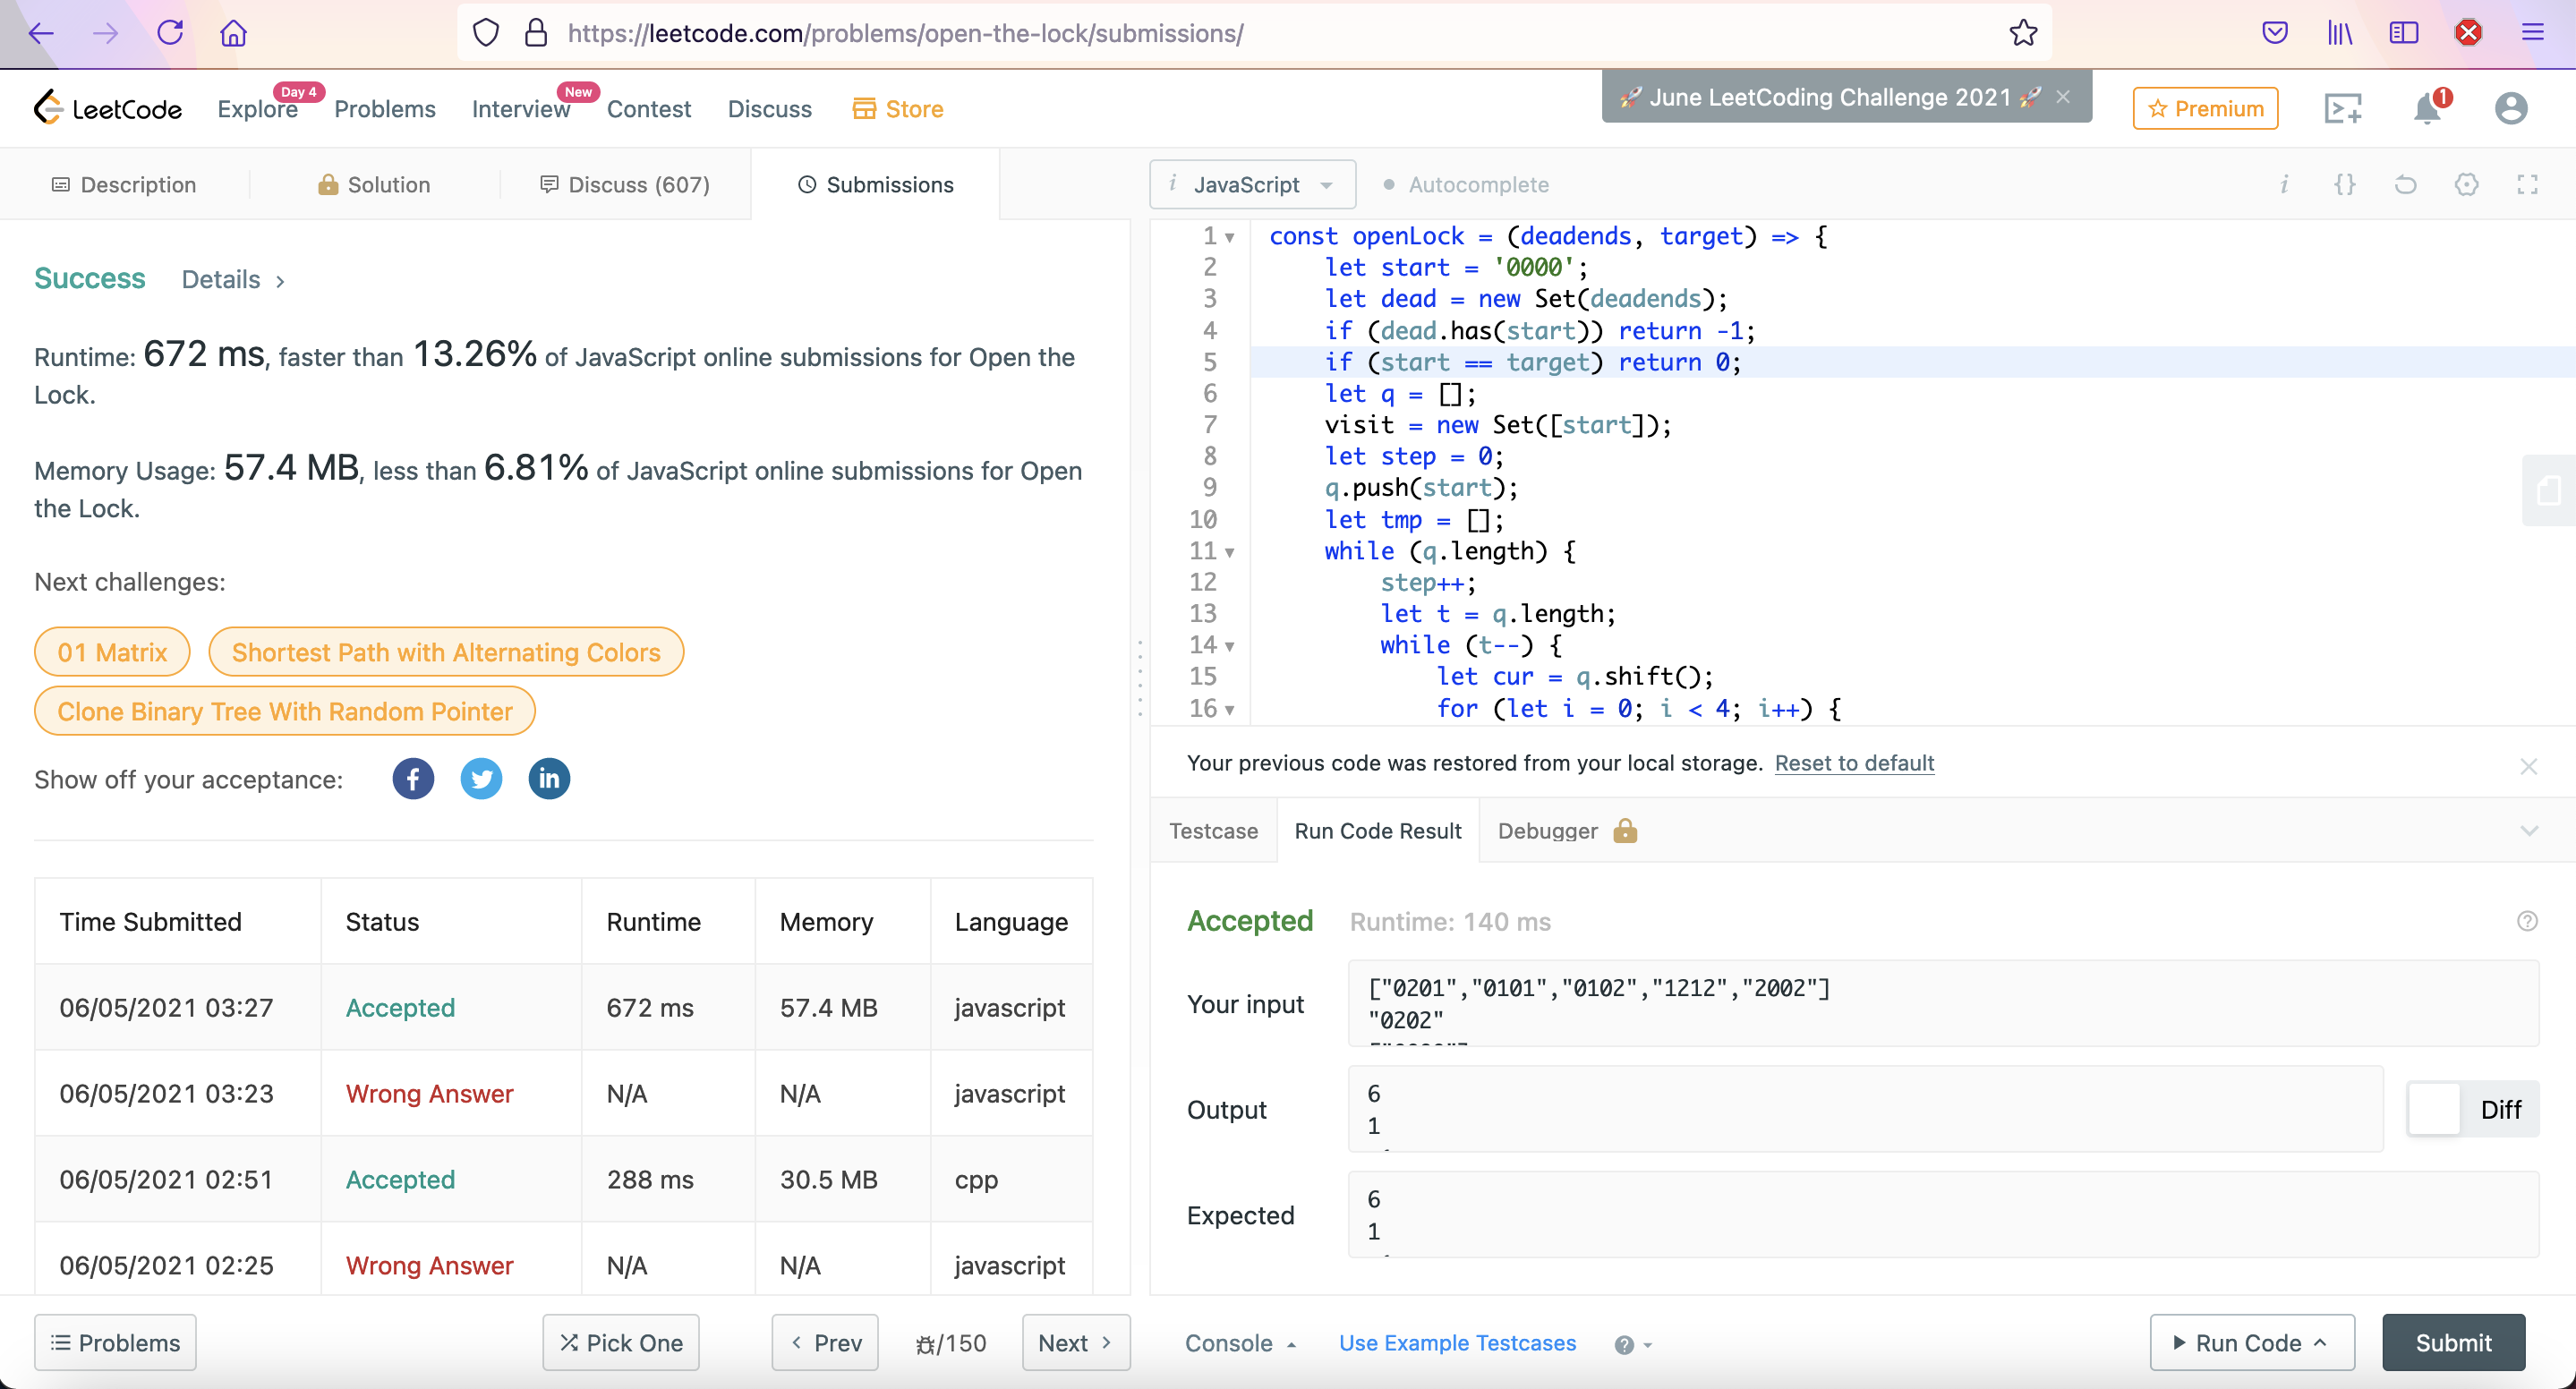 https://leetcode.com/problems/open-the-lock/submissions/
LeetCode
Explore
Day 4
Problems
Interview
New
Contest
Discuss
Store
🚀 June LeetCoding Challenge 2021 🚀
Premium
1
Description
Solution
Discuss (607)
Submissions
Success Details >
Runtime: 672 ms, faster than 13.26% of JavaScript online submissions for Open the
Lock.
Memory Usage: 57.4 MB, less than 6.81% of JavaScript online submissions for Open
the Lock.
Next challenges:
01 Matrix
Shortest Path with Alternating Colors
Clone Binary Tree With Random Pointer
Show off your acceptance:
Time Submitted Status Runtime Memory Language
06/05/2021 03:27 Accepted 672 ms 57.4 MB javascript
06/05/2021 03:23 Wrong Answer N/A N/A javascript
06/05/2021 02:51 Accepted 288 ms 30.5 MB cpp
06/05/2021 02:25 Wrong Answer N/A N/A javascript
Problems
Pick One
< Prev
/150
Next >
i JavaScript
Autocomplete
i {}
1 const openLock = (deadends, target) => {
2 let start = '0000';
3 let dead = new Set(deadends);
4 if (dead.has(start)) return -1;
5 if (start == target) return 0;
6 let q = [];
7 visit = new Set([start]);
8 let step = 0;
9 q.push(start);
10 let tmp = [];
11 while (q.length) {
12 step++;
13 let t = q.length;
14 while (t--) {
15 let cur = q.shift();
16 for (let i = 0; i < 4; i++) {
Your previous code was restored from your local storage. Reset to default
Testcase
Run Code Result
Debugger
Accepted Runtime: 140 ms
Your input
["0201","0101","0102","1212","2002"]
"0202"
Output
6
1
Diff
Expected
6
1
Console
Use Example Testcases
?
Run Code
Submit